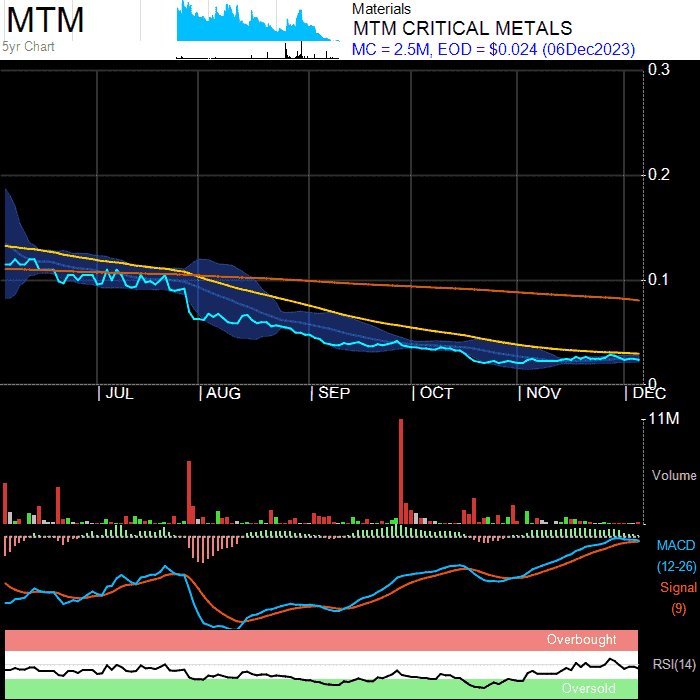 MTM
5yr Chart
Materials
MTM CRITICAL METALS
MC = 2.5M, EOD = $0.024 (06Dec2023)
0.3
0.2
0.1
0
JUL AUG SEP OCT NOV DEC
11M
Volume
MACD
(12-26)
Signal
(9)
Overbought
RSI(14)
Oversold